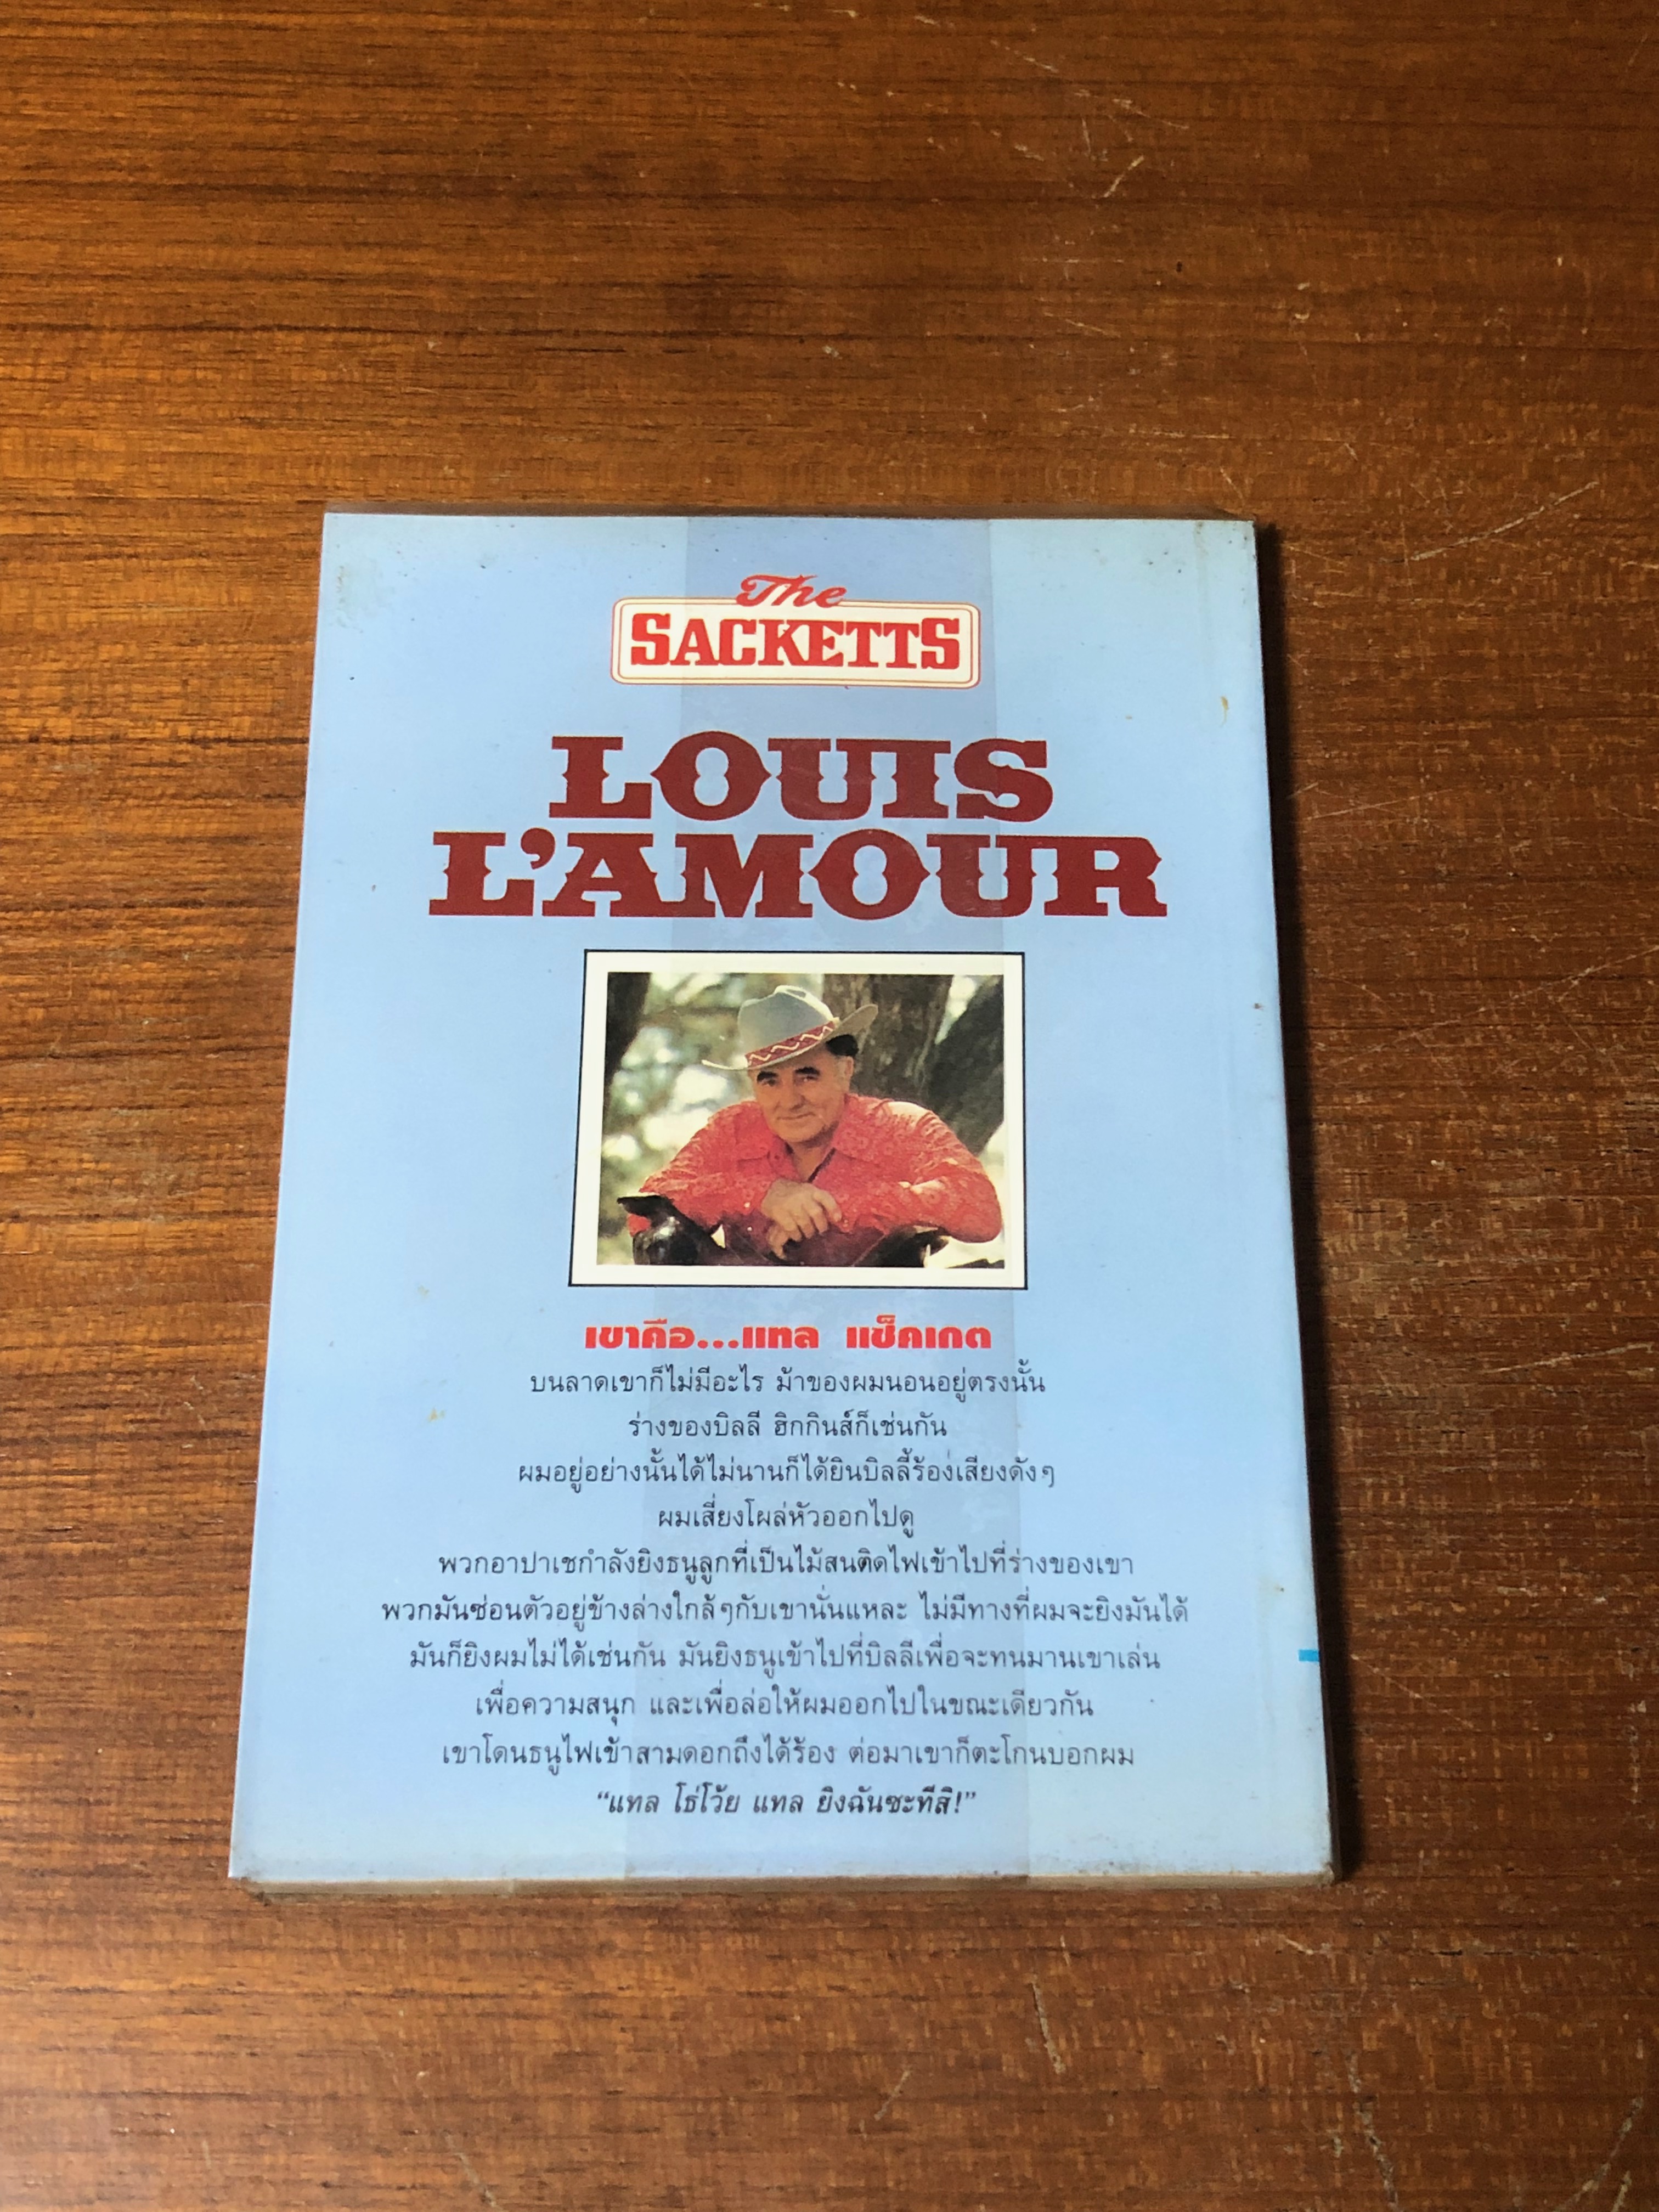 The
SACKETTS
LOUIS
L'AMOUR
เขาคือ...แทล แซ็คเกต
บนลาดเขาก็ไม่มีอะไร ม้าของผมนอนอยู่ตรงนั้น
ร่างของบิลลี ฮิกกินส์ก็เช่นกัน
ผมอยู่อย่างนั้นได้ไม่นานก็ได้ยินบิลลี้ร้องเสียงดังๆ
ผมเสี่ยงโผล่หัวออกไปดู
พวกอาปาเชกำลังยิงธนูลูกที่เป็นไม้สนติดไฟเข้าไปที่ร่างของเขา
พวกมันซ่อนตัวอยู่ข้างล่างใกล้ๆกับเขานั่นแหละ ไม่มีทางที่ผมจะยิงมันได้
มันก็ยิงผมไม่ได้เช่นกัน มันยิงธนูเข้าไปที่บิลลีเพื่อจะทนมานเขาเล่น
เพื่อความสนุก และเพื่อล่อให้ผมออกไปในขณะเดียวกัน
เขาโดนธนูไฟเข้าสามดอกถึงได้ร้อง ต่อมาเขาก็ตะโกนบอกผม
“แทล โธ่โว้ย แทล ยิงฉันซะทีสิ!”